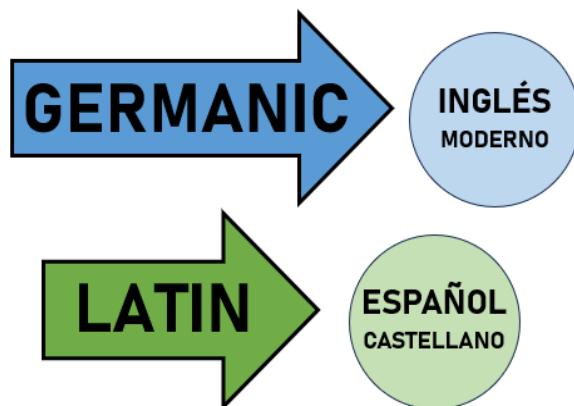 GERMANIC
INGLÉS
MODERNO
LATIN
ESPAÑOL
CASTELLANO